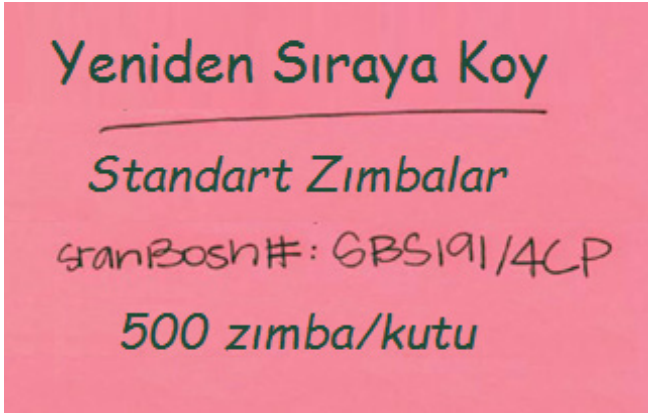 Yeniden Sıraya Koy
Standart Zımbalar
stanBosh#: SBS191/4CP
500 zımba/kutu